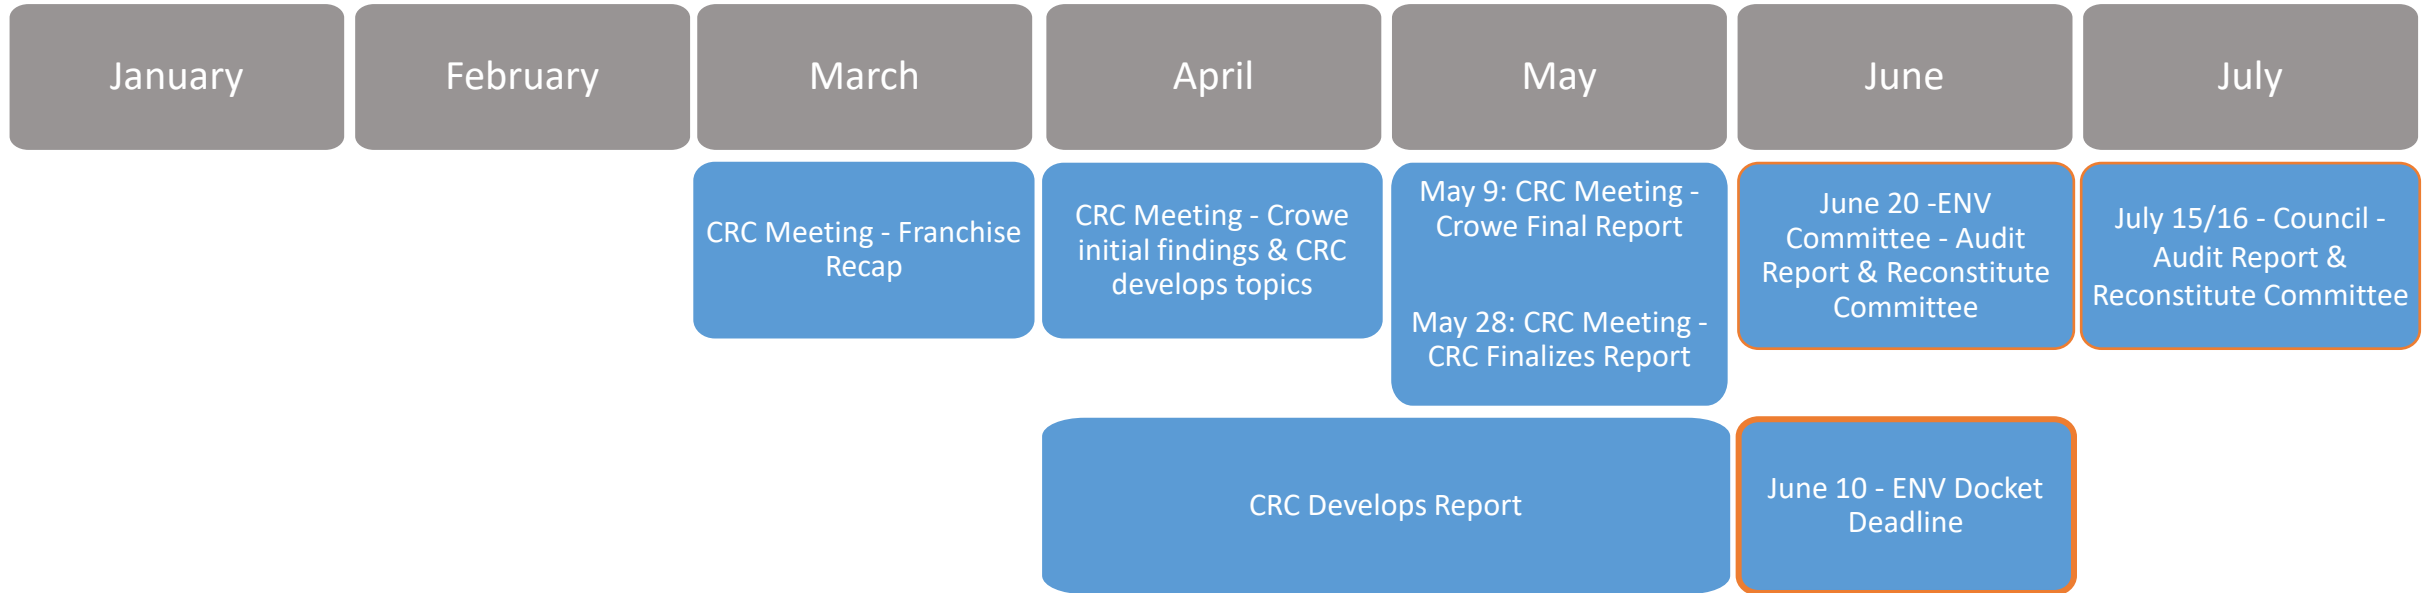 January
February
March
April
May
June
July
CRC Meeting - Franchise
Recap
CRC Meeting - Crowe
initial findings & CRC
develops topics
May 9: CRC Meeting -
Crowe Final Report
May 28: CRC Meeting -
CRC Finalizes Report
June 20 -ENV
Committee - Audit
Report & Reconstitute
Committee
July 15/16 - Council -
Audit Report &
Reconstitute Committee
CRC Develops Report
June 10 - ENV Docket
Deadline